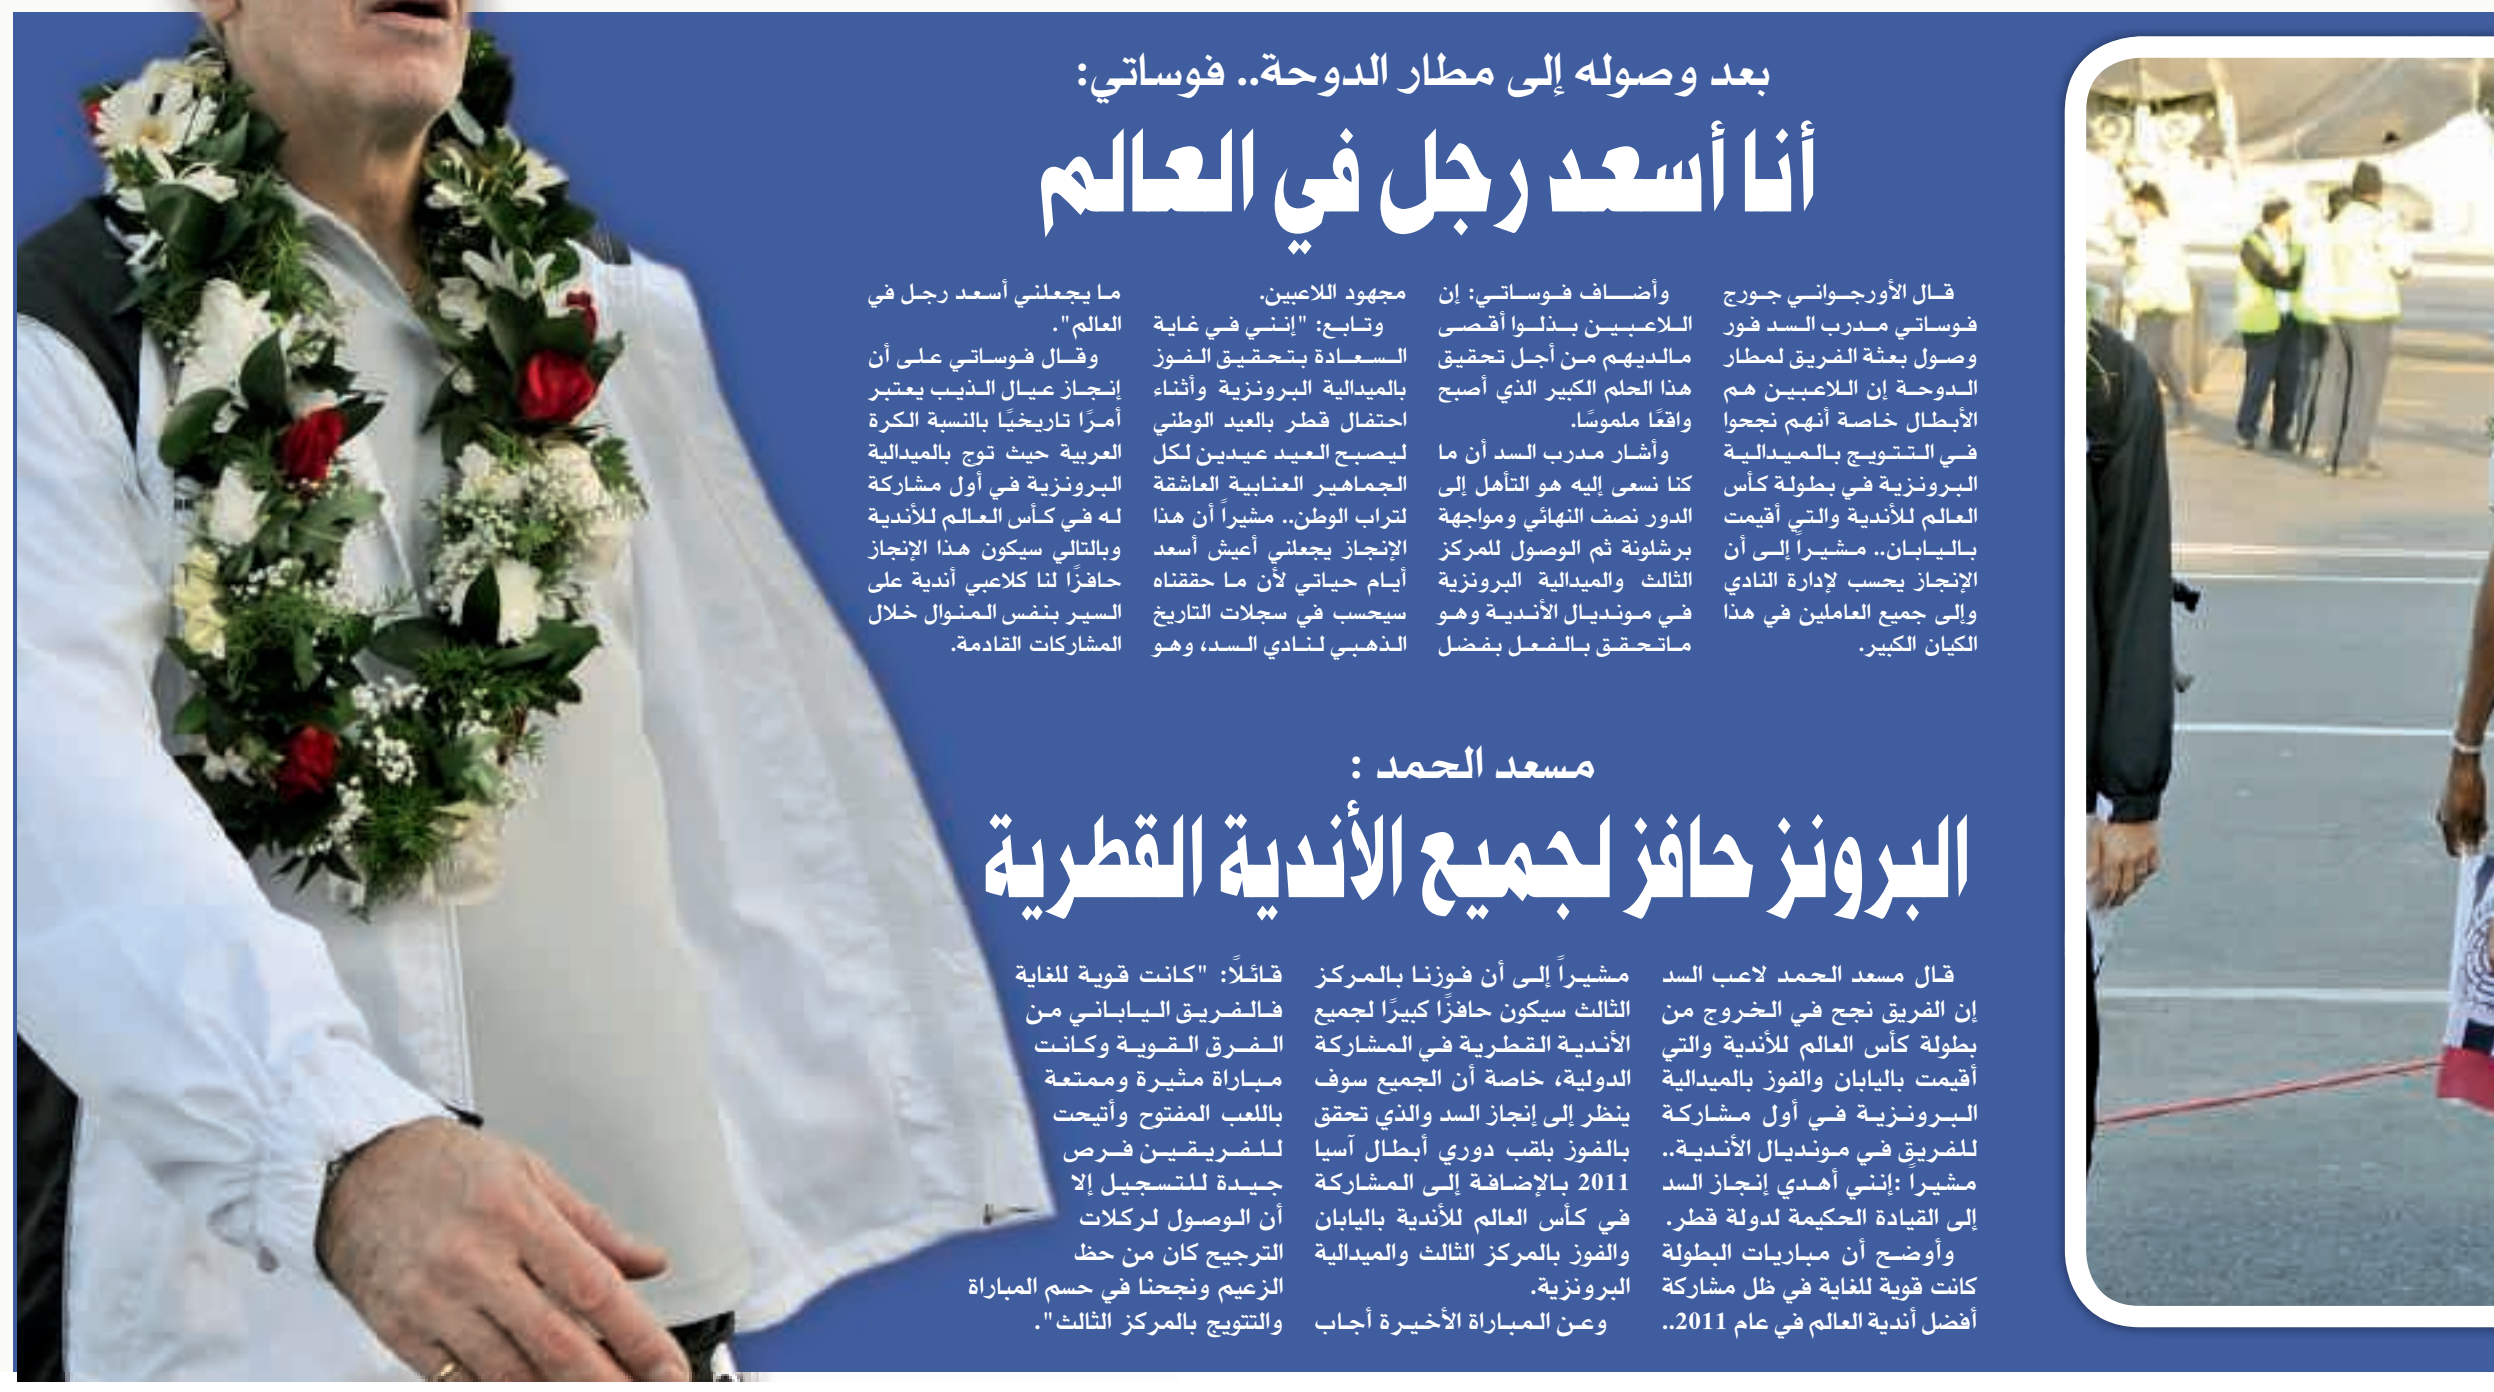 بعد وصوله إلى مطار الدوحة.. فوساتي:
أنا أسعد رجل في العالم
قال الأورجواني جورج
فوساتي مدرب السد فور
وصول بعثة الفريق لمطار
الدوحة إن اللاعبين هم
الأبطال خاصة أنهم نجحوا
في التتويج بالميدالية
البرونزية في بطولة كأس
العالم للأندية والتي أقيمت
باليابان.. مشيراً إلى أن
الإنجاز يحسب لإدارة النادي
وإلى جميع العاملين في هذا
الكيان الكبير.
وأضاف فوساتي: إن
اللاعبين بذلوا أقصى
مالديهم من أجل تحقيق
هذا الحلم الكبير الذي أصبح
واقعًا ملموسًا.
وأشار مدرب السد أن ما
كنا نسعى إليه هو التأهل إلى
الدور نصف النهائي ومواجهة
برشلونة ثم الوصول للمركز
الثالث والميدالية البرونزية
في مونديال الأندية وهو
ماتحقق بالفعل بفضل
مجهود اللاعبين.
وتابع: "إنني في غاية
السعادة بتحقيق الفوز
بالميدالية البرونزية وأثناء
احتفال قطر بالعيد الوطني
ليصبح العيد عيدين لكل
الجماهير العنابية العاشقة
لتراب الوطن.. مشيراً أن هذا
الإنجاز يجعلني أعيش أسعد
أيام حياتي لأن ما حققناه
سيحسب في سجلات التاريخ
الذهبي لنادي السد، وهو
ما يجعلني أسعد رجل في
العالم".
وقال فوساتي على أن
إنجاز عيال الذيب يعتبر
أمرًا تاريخيًا بالنسبة الكرة
العربية حيث توج بالميدالية
البرونزية في أول مشاركة
له في كأس العالم للأندية
وبالتالي سيكون هذا الإنجاز
حافزًا لنا كلاعبي أندية على
السير بنفس المنوال خلال
المشاركات القادمة.
مسعد الحمد :
البرونز حافز لجميع الأندية القطرية
قال مسعد الحمد لاعب السد
إن الفريق نجح في الخروج من
بطولة كأس العالم للأندية والتي
أقيمت باليابان والفوز بالميدالية
البرونزية في أول مشاركة
للفريق في مونديال الأندية..
مشيراً :إنني أهدي إنجاز السد
إلى القيادة الحكيمة لدولة قطر.
وأوضح أن مباريات البطولة
كانت قوية للغاية في ظل مشاركة
أفضل أندية العالم في عام 2011..
مشيراً إلى أن فوزنا بالمركز
الثالث سيكون حافزًا كبيرًا لجميع
الأندية القطرية في المشاركة
الدولية، خاصة أن الجميع سوف
ينظر إلى إنجاز السد والذي تحقق
بالفوز بلقب دوري أبطال آسيا
2011 بالإضافة إلى المشاركة
في كأس العالم للأندية باليابان
والفوز بالمركز الثالث والميدالية
البرونزية.
وعن المباراة الأخيرة أجاب
قائلًا: "كانت قوية للغاية
فالفريق الياباني من
الفرق القوية وكانت
مباراة مثيرة وممتعة
باللعب المفتوح وأتيحت
للفريقين فرص
جيدة للتسجيل إلا
أن الوصول لركلات
الترجيح كان من حظ
الزعيم ونجحنا في حسم المباراة
والتتويج بالمركز الثالث".